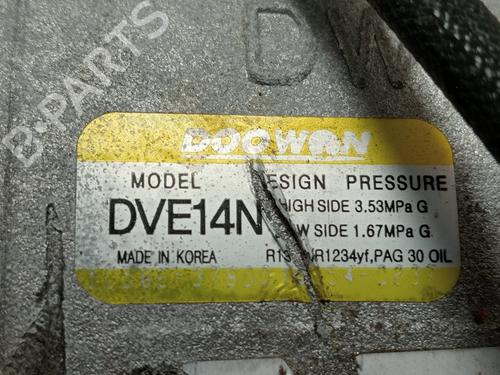 B-PARTS
DOOWON
MODEL
DESIGN PRESSURE
DVE14N
HIGH SIDE 3.53MPa G
SIDE 1.67MPa G
MADE IN KOREA
R1234yf, PAG 30 OIL